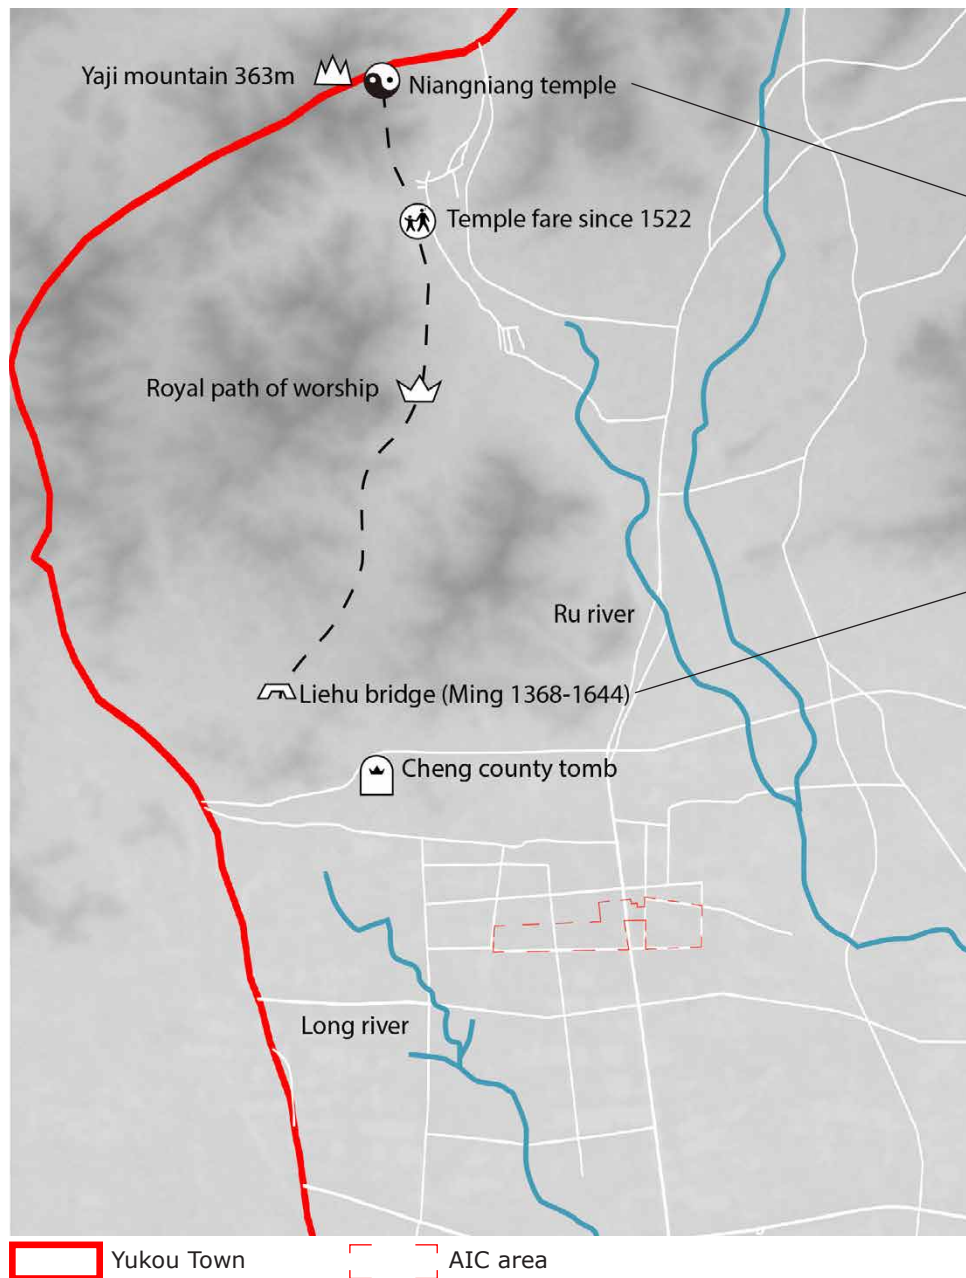 Yaji mountain 363m
Niangniang temple
Temple fare since 1522
Royal path of worship
Ru river
Liehu bridge (Ming 1368-1644)
Cheng county tomb
Long river
Yukou Town
AIC area